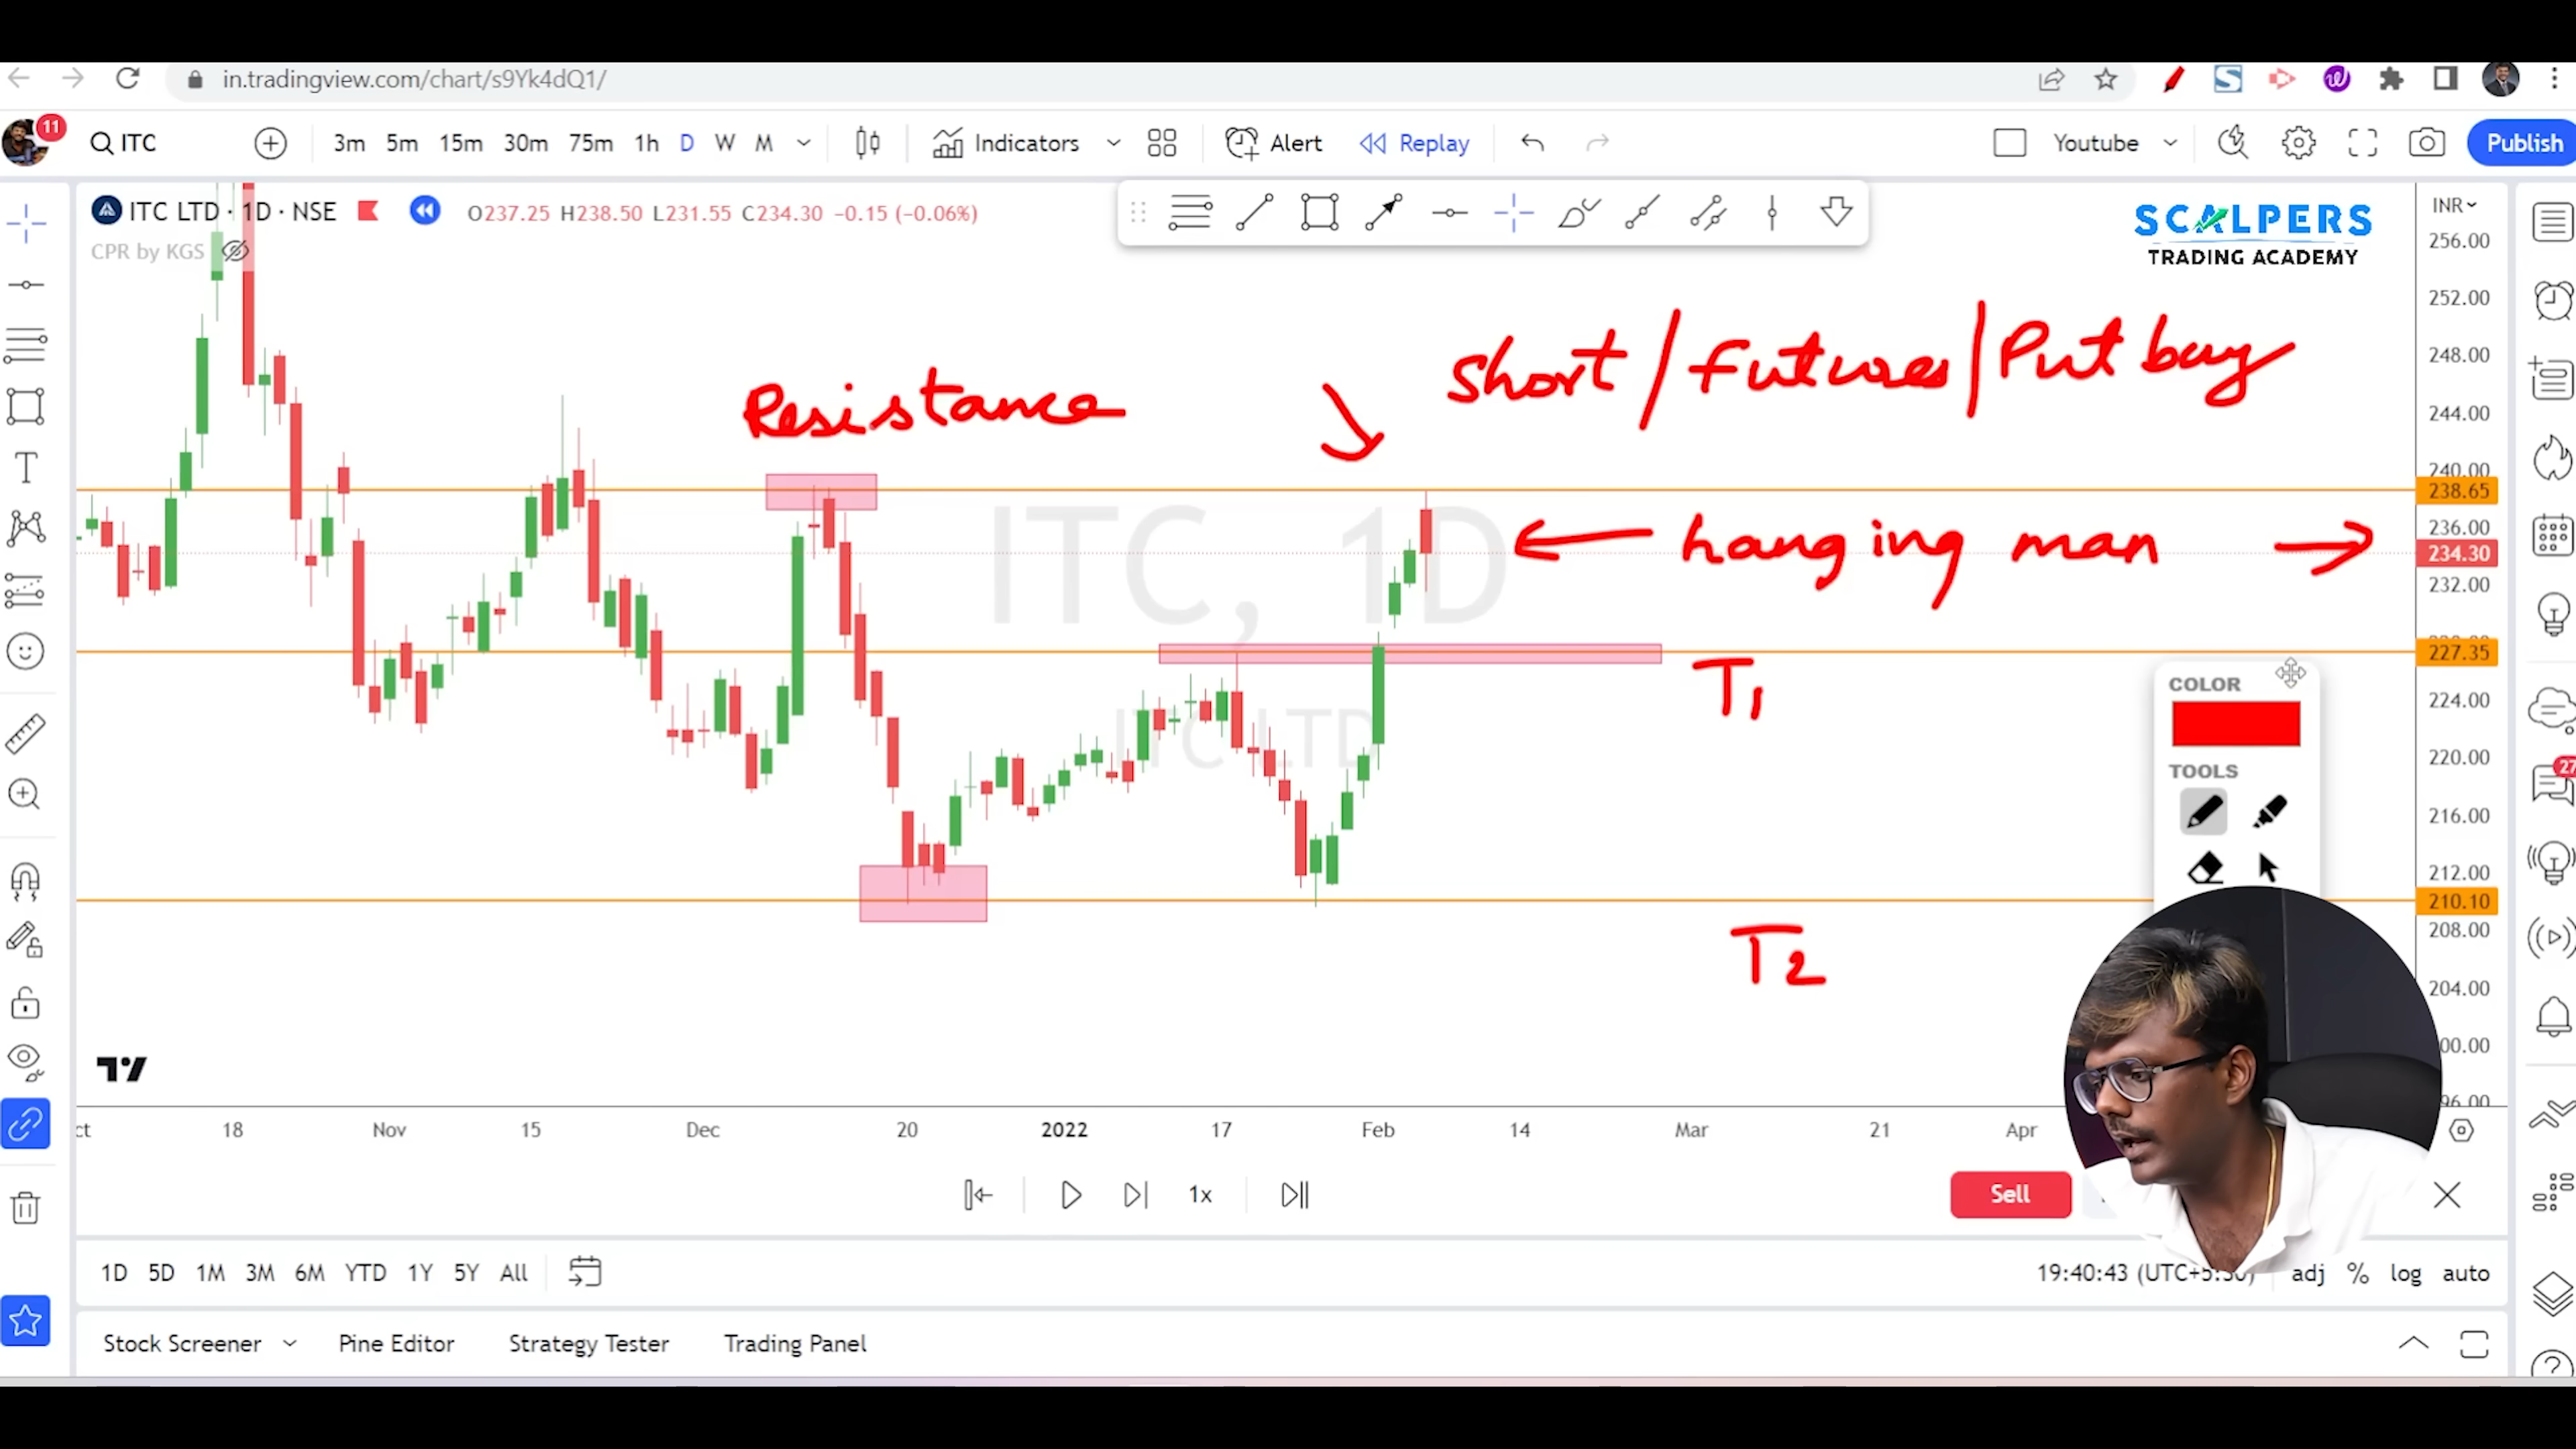 in.tradingview.com/chart/s9Yk4dQ1/
11 ITC 3m 5m 15m 30m 75m 1h D W M Indicators Alert Replay Youtube Publish
ITC LTD · 1D · NSE O237.25 H238.50 L231.55 C234.30 −0.15 (−0.06%)
CPR by KGS
SCALPERS
TRADING ACADEMY
INR
256.00
252.00
248.00
Short / Futures / Put buy
Resistance
244.00
240.00
238.65
236.00
hanging man
234.30
232.00
ITC, 1D
ITC LTD
227.35
T1
224.00
220.00
216.00
212.00
210.10
208.00
T2
204.00
COLOR
TOOLS
27
18 Nov 15 Dec 20 2022 17 Feb 14 Mar 21 Apr
1x
Sell
1D 5D 1M 3M 6M YTD 1Y 5Y All
19:40:43 adj % log auto
Stock Screener Pine Editor Strategy Tester Trading Panel